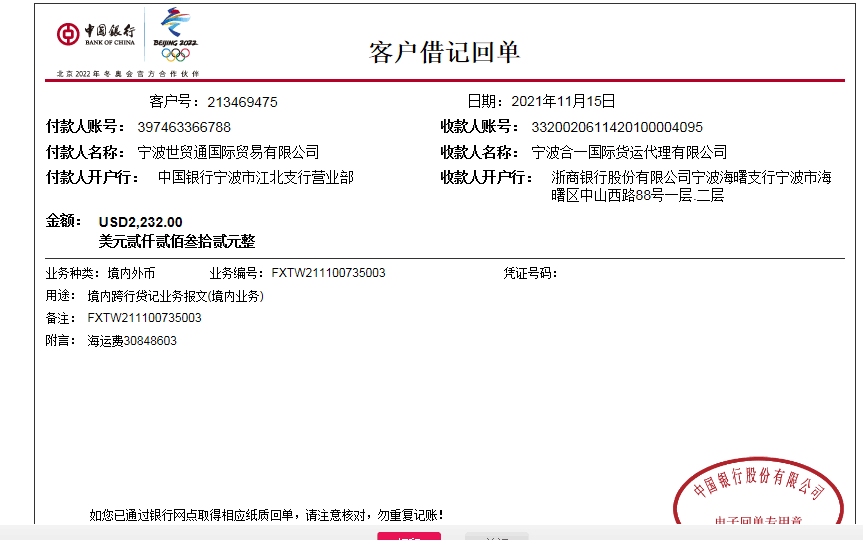 中国银行
BANK OF CHINA
BEIJING 2022
北京2022年冬奥会官方合作伙伴
客户借记回单
客户号：213469475 日期：2021年11月15日
付款人账号：397463366788 收款人账号：3320020611420100004095
付款人名称：宁波世贸通国际贸易有限公司 收款人名称：宁波合一国际货运代理有限公司
付款人开户行：中国银行宁波市江北支行营业部 收款人开户行：浙商银行股份有限公司宁波海曙支行宁波市海
曙区中山西路88号一层.二层
金额：USD2,232.00
美元贰仟贰佰叁拾贰元整
业务种类：境内外币 业务编号：FXTW211100735003 凭证号码：
用途：境内跨行贷记业务报文(境内业务)
备注：FXTW211100735003
附言：海运费30848603
中国银行股份有限公司
电子回单专用章
如您已通过银行网点取得相应纸质回单，请注意核对，勿重复记账！